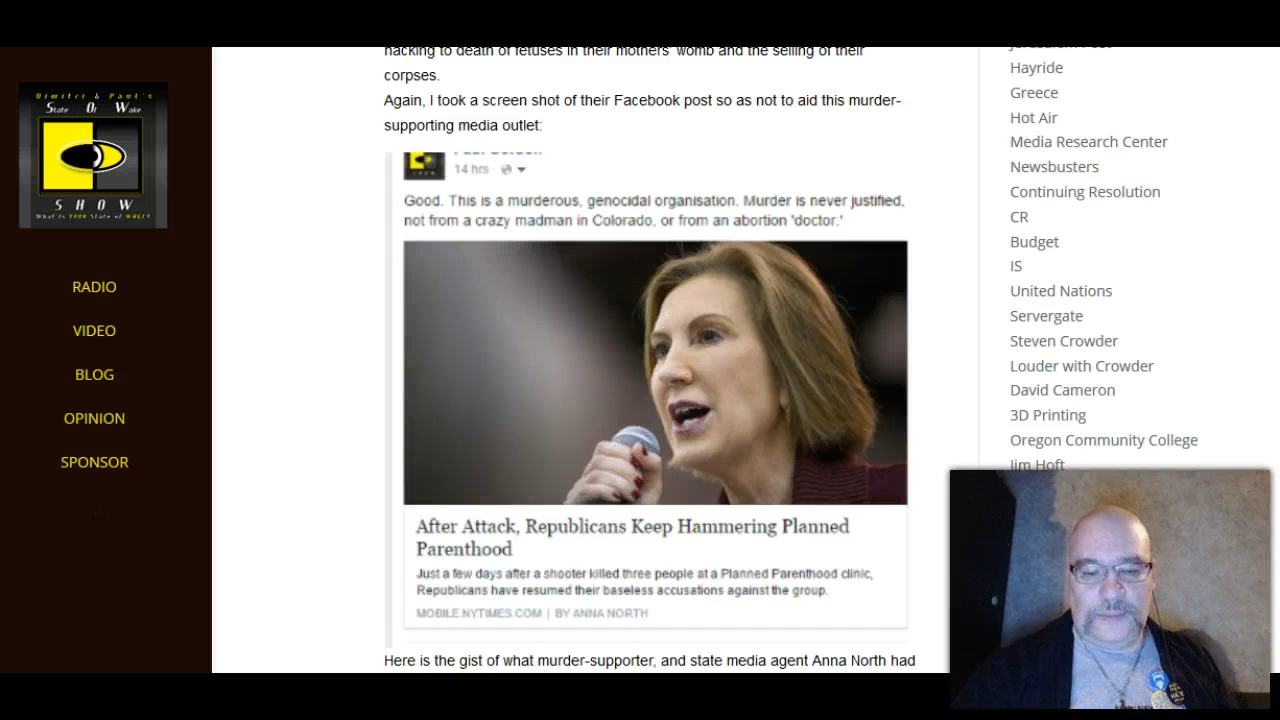 Dimitri & Paul's
State Of Wake
SHOW
What is YOUR State of WAKE?
RADIO
VIDEO
BLOG
OPINION
SPONSOR
hacking to death of fetuses in their mothers' womb and the selling of their
corpses.
Again, I took a screen shot of their Facebook post so as not to aid this murder-
supporting media outlet:
14 hrs
Good. This is a murderous, genocidal organisation. Murder is never justified,
not from a crazy madman in Colorado, or from an abortion 'doctor.'
After Attack, Republicans Keep Hammering Planned
Parenthood
Just a few days after a shooter killed three people at a Planned Parenthood clinic,
Republicans have resumed their baseless accusations against the group.
MOBILE.NYTIMES.COM | BY ANNA NORTH
Here is the gist of what murder-supporter, and state media agent Anna North had
Jerusalem Post
Hayride
Greece
Hot Air
Media Research Center
Newsbusters
Continuing Resolution
CR
Budget
IS
United Nations
Servergate
Steven Crowder
Louder with Crowder
David Cameron
3D Printing
Oregon Community College
Jim Hoft